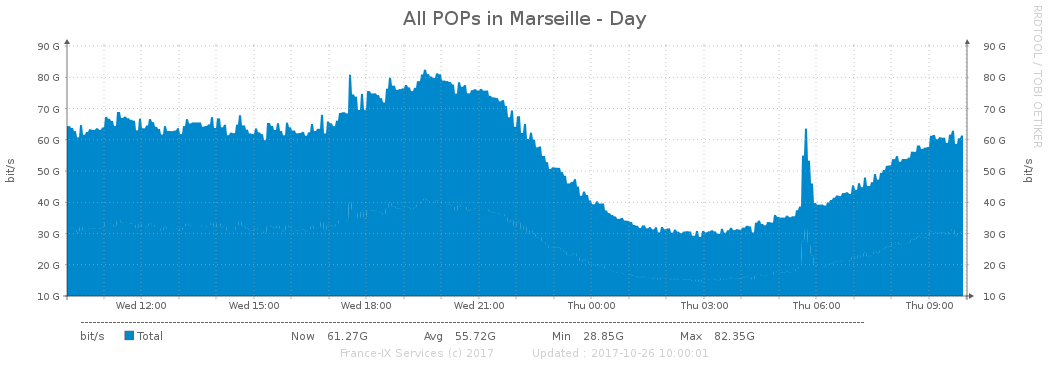 All POPs in Marseille - Day
RRDTOOL / TOBI OETIKER
90 G 90 G
80 G 80 G
70 G 70 G
60 G 60 G
50 G 50 G
40 G 40 G
30 G 30 G
20 G 20 G
10 G 10 G
bit/s
bit/s
Wed 12:00 Wed 15:00 Wed 18:00 Wed 21:00 Thu 00:00 Thu 03:00 Thu 06:00 Thu 09:00
bit/s Total Now 61.27G Avg 55.72G Min 28.85G Max 82.35G
France-IX Services (c) 2017 Updated : 2017-10-26 10:00:01